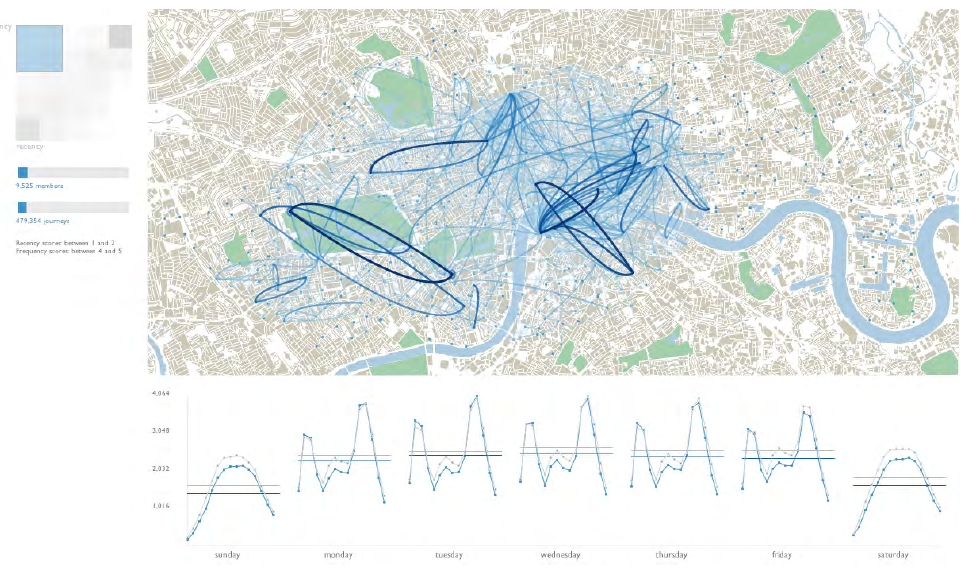 ncy
recency
9,525 members
479,354 journeys
Recency scores between 1 and 2
Frequency scores between 4 and 5
4,064
3,048
2,032
1,016
sunday
monday
tuesday
wednesday
thursday
friday
saturday